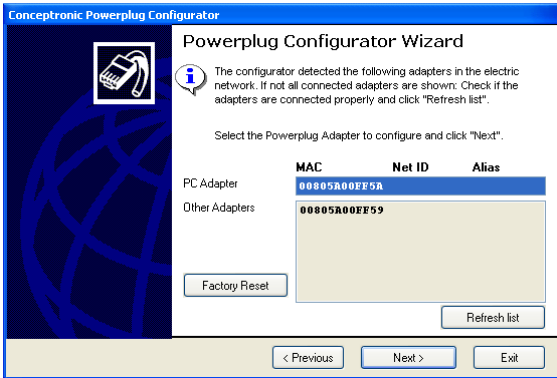 Conceptronic Powerplug Configurator
Powerplug Configurator Wizard
The configurator detected the following adapters in the electric
network. If not all connected adapters are shown: Check if the
adapters are connected properly and click "Refresh list".
Select the Powerplug Adapter to configure and click "Next".
MAC Net ID Alias
PC Adapter 00805A00FF5A
Other Adapters 00805A00FF59
Factory Reset
Refresh list
< Previous Next > Exit